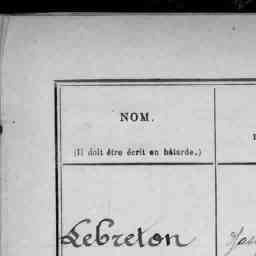 NOM.
(Il doit être écrit en bâtarde.)
Lebreton